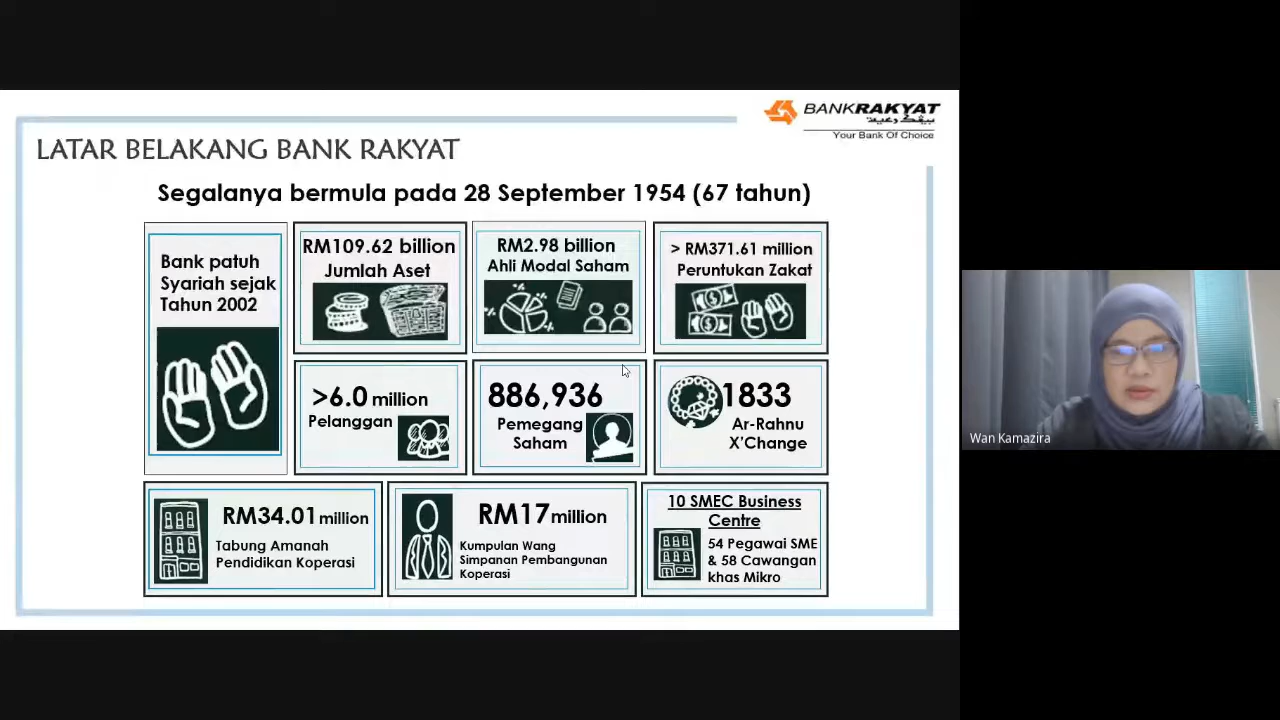 BANKRAKYAT
بيڤك رعية
Your Bank Of Choice
LATAR BELAKANG BANK RAKYAT
Segalanya bermula pada 28 September 1954 (67 tahun)
Bank patuh
Syariah sejak
Tahun 2002
RM109.62 billion
Jumlah Aset
RM2.98 billion
Ahli Modal Saham
> RM371.61 million
Peruntukan Zakat
>6.0 million
Pelanggan
886,936
Pemegang
Saham
1833
Ar-Rahnu
X'Change
RM34.01 million
Tabung Amanah
Pendidikan Koperasi
RM17 million
Kumpulan Wang
Simpanan Pembangunan
Koperasi
10 SMEC Business
Centre
54 Pegawai SME
& 58 Cawangan
khas Mikro
Wan Kamazira